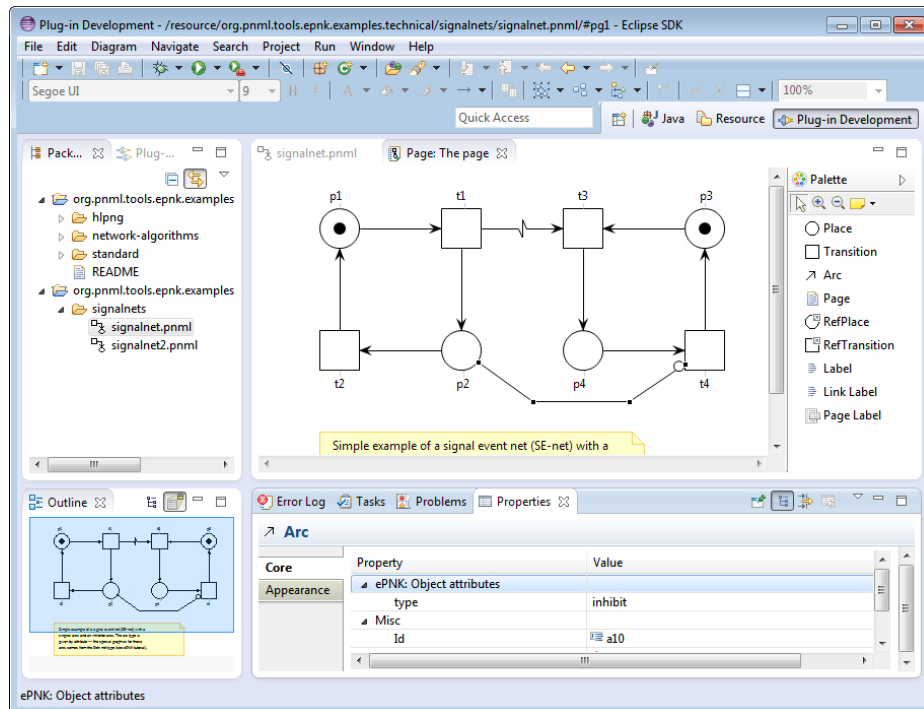 Plug-in Development - /resource/org.pnml.tools.epnk.examples.technical/signalnets/signalnet.pnml/#pg1 - Eclipse SDK
File Edit Diagram Navigate Search Project Run Window Help
Segoe UI 9 B I A 100%
Quick Access Java Resource Plug-in Development
Pack... Plug-...
org.pnml.tools.epnk.examples
hlpng
network-algorithms
standard
README
org.pnml.tools.epnk.examples
signalnets
signalnet.pnml
signalnet2.pnml
signalnet.pnml Page: The page
p1 t1 t3 p3
t2 p2 p4 t4
Simple example of a signal event net (SE-net) with a
Palette
Place
Transition
Arc
Page
RefPlace
RefTransition
Label
Link Label
Page Label
Outline
Error Log Tasks Problems Properties
Arc
Core
Appearance
Property Value
ePNK: Object attributes
type inhibit
Misc
Id a10
ePNK: Object attributes